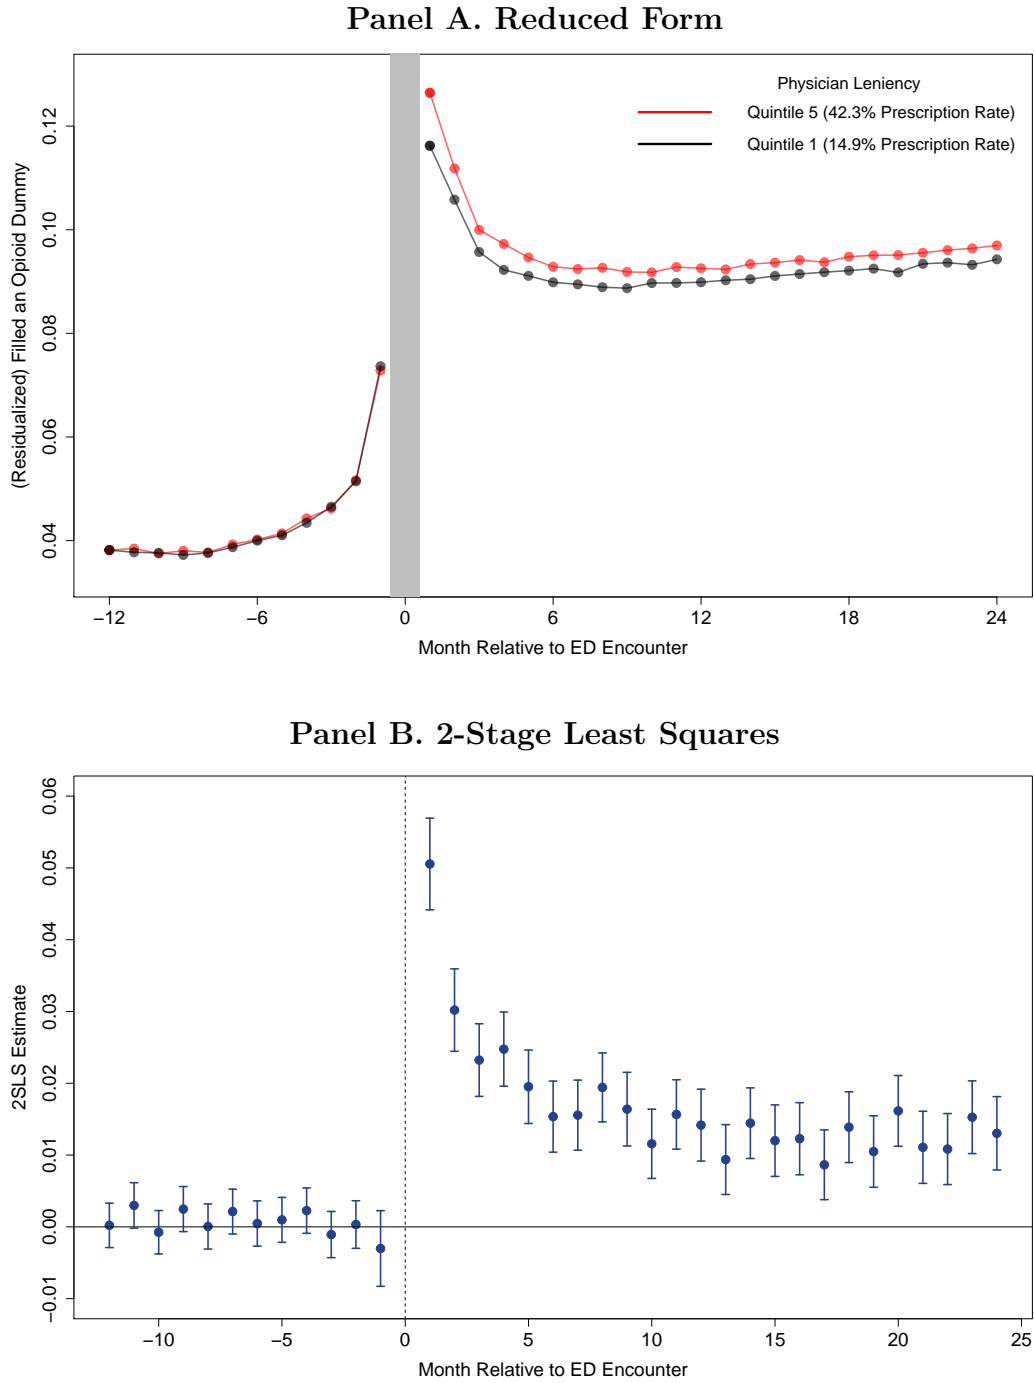 Panel A. Reduced Form
Physician Leniency
Quintile 5 (42.3% Prescription Rate)
Quintile 1 (14.9% Prescription Rate)
(Residualized) Filled an Opioid Dummy
0.12
0.10
0.08
0.06
0.04
−12 −6 0 6 12 18 24
Month Relative to ED Encounter
Panel B. 2-Stage Least Squares
2SLS Estimate
0.06
0.05
0.04
0.03
0.02
0.01
0.00
−0.01
−10 −5 0 5 10 15 20 25
Month Relative to ED Encounter